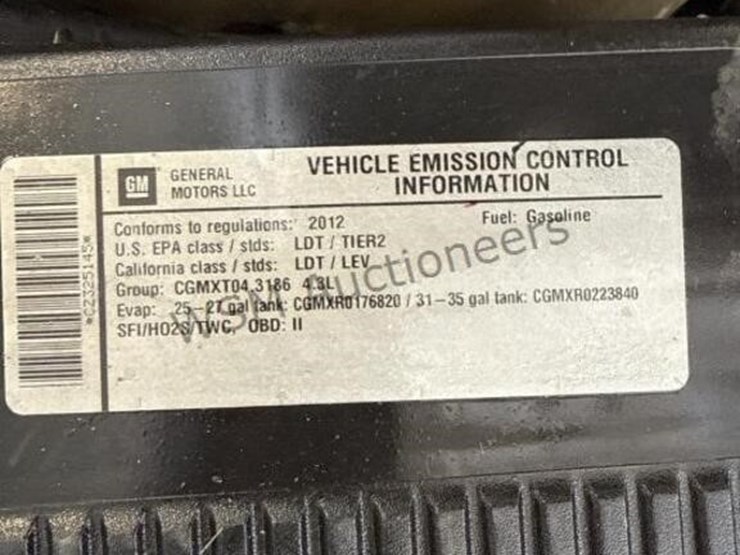 GM
GENERAL
MOTORS LLC
VEHICLE EMISSION CONTROL
INFORMATION
Conforms to regulations: 2012
Fuel: Gasoline
U.S. EPA class / stds: LDT / TIER2
California class / stds: LDT / LEV
Group: CGMXT04.3186 4.3L
Evap: 25-27 gal tank: CGMXR0176820 / 31-35 gal tank: CGMXR0223840
SFI/HO2S/TWC, OBD: II
*CZ325145*
WSM Auctioneers